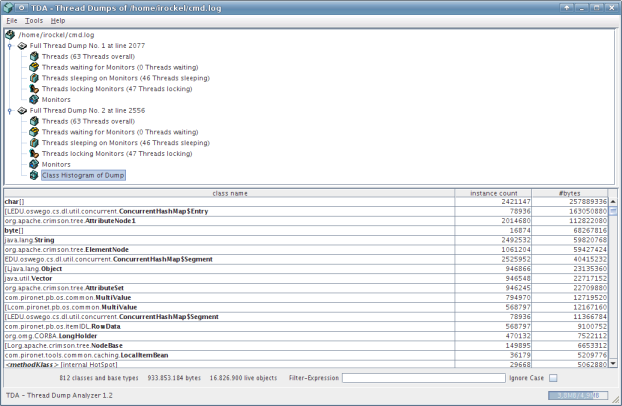 TDA - Thread Dumps of /home/irockel/cmd.log
File Tools Help
/home/irockel/cmd.log
Full Thread Dump No. 1 at line 2077
Threads (63 Threads overall)
Threads waiting for Monitors (0 Threads waiting)
Threads sleeping on Monitors (46 Threads sleeping)
Threads locking Monitors (47 Threads locking)
Monitors
Full Thread Dump No. 2 at line 2556
Threads (63 Threads overall)
Threads waiting for Monitors (0 Threads waiting)
Threads sleeping on Monitors (46 Threads sleeping)
Threads locking Monitors (47 Threads locking)
Monitors
Class Histogram of Dump
class name instance count #bytes
char[] 2421147 257889336
[LEDU.oswego.cs.dl.util.concurrent.ConcurrentHashMap$Entry 78936 163050880
org.apache.crimson.tree.AttributeNode1 2014680 112822080
byte[] 16874 68267816
java.lang.String 2492532 59820768
org.apache.crimson.tree.ElementNode 1061204 59427424
EDU.oswego.cs.dl.util.concurrent.ConcurrentHashMap$Segment 2525952 40415232
[Ljava.lang.Object 946866 23135360
java.util.Vector 946548 22717152
org.apache.crimson.tree.AttributeSet 946245 22709880
com.pironet.pb.os.common.MultiValue 794970 12719520
[Lcom.pironet.pb.os.common.MultiValue 568797 12167160
[LEDU.oswego.cs.dl.util.concurrent.ConcurrentHashMap$Segment 78936 11366784
com.pironet.pb.os.itemIDL.RowData 568797 9100752
org.omg.CORBA.LongHolder 470132 7522112
[Lorg.apache.crimson.tree.NodeBase 149895 6653312
com.pironet.tools.common.caching.LocalItemBean 36179 5209776
<methodKlass> [internal HotSpot] 29668 5062880
812 classes and base types 933.853.184 bytes 16.826.900 live objects Filter-Expression Ignore Case
TDA - Thread Dump Analyzer 1.2